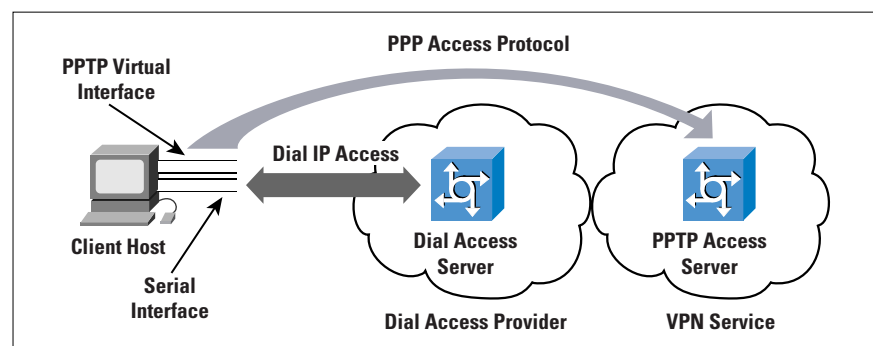 PPP Access Protocol
PPTP Virtual
Interface
Dial IP Access
Client Host
Serial
Interface
Dial Access
Server
Dial Access Provider
PPTP Access
Server
VPN Service